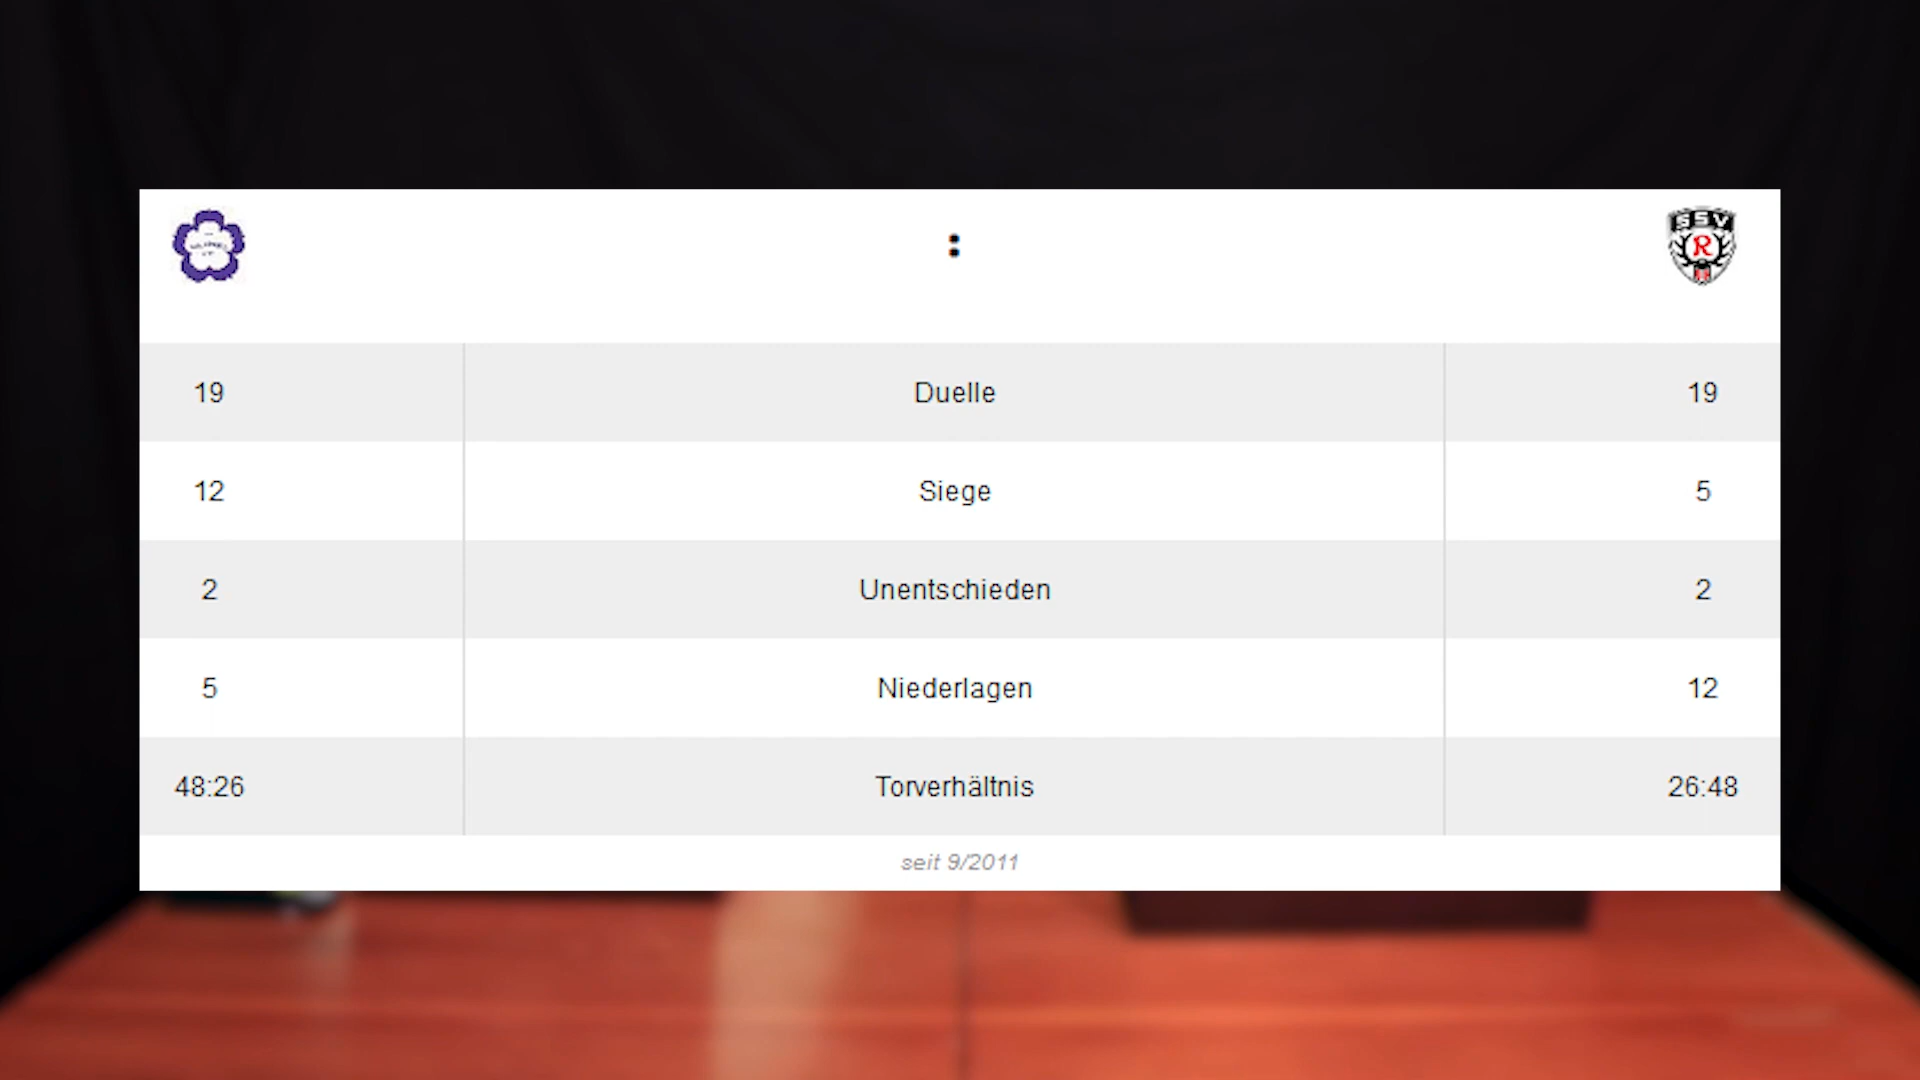 :
SSV
R
19 Duelle 19
12 Siege 5
2 Unentschieden 2
5 Niederlagen 12
48:26 Torverhältnis 26:48
seit 9/2011